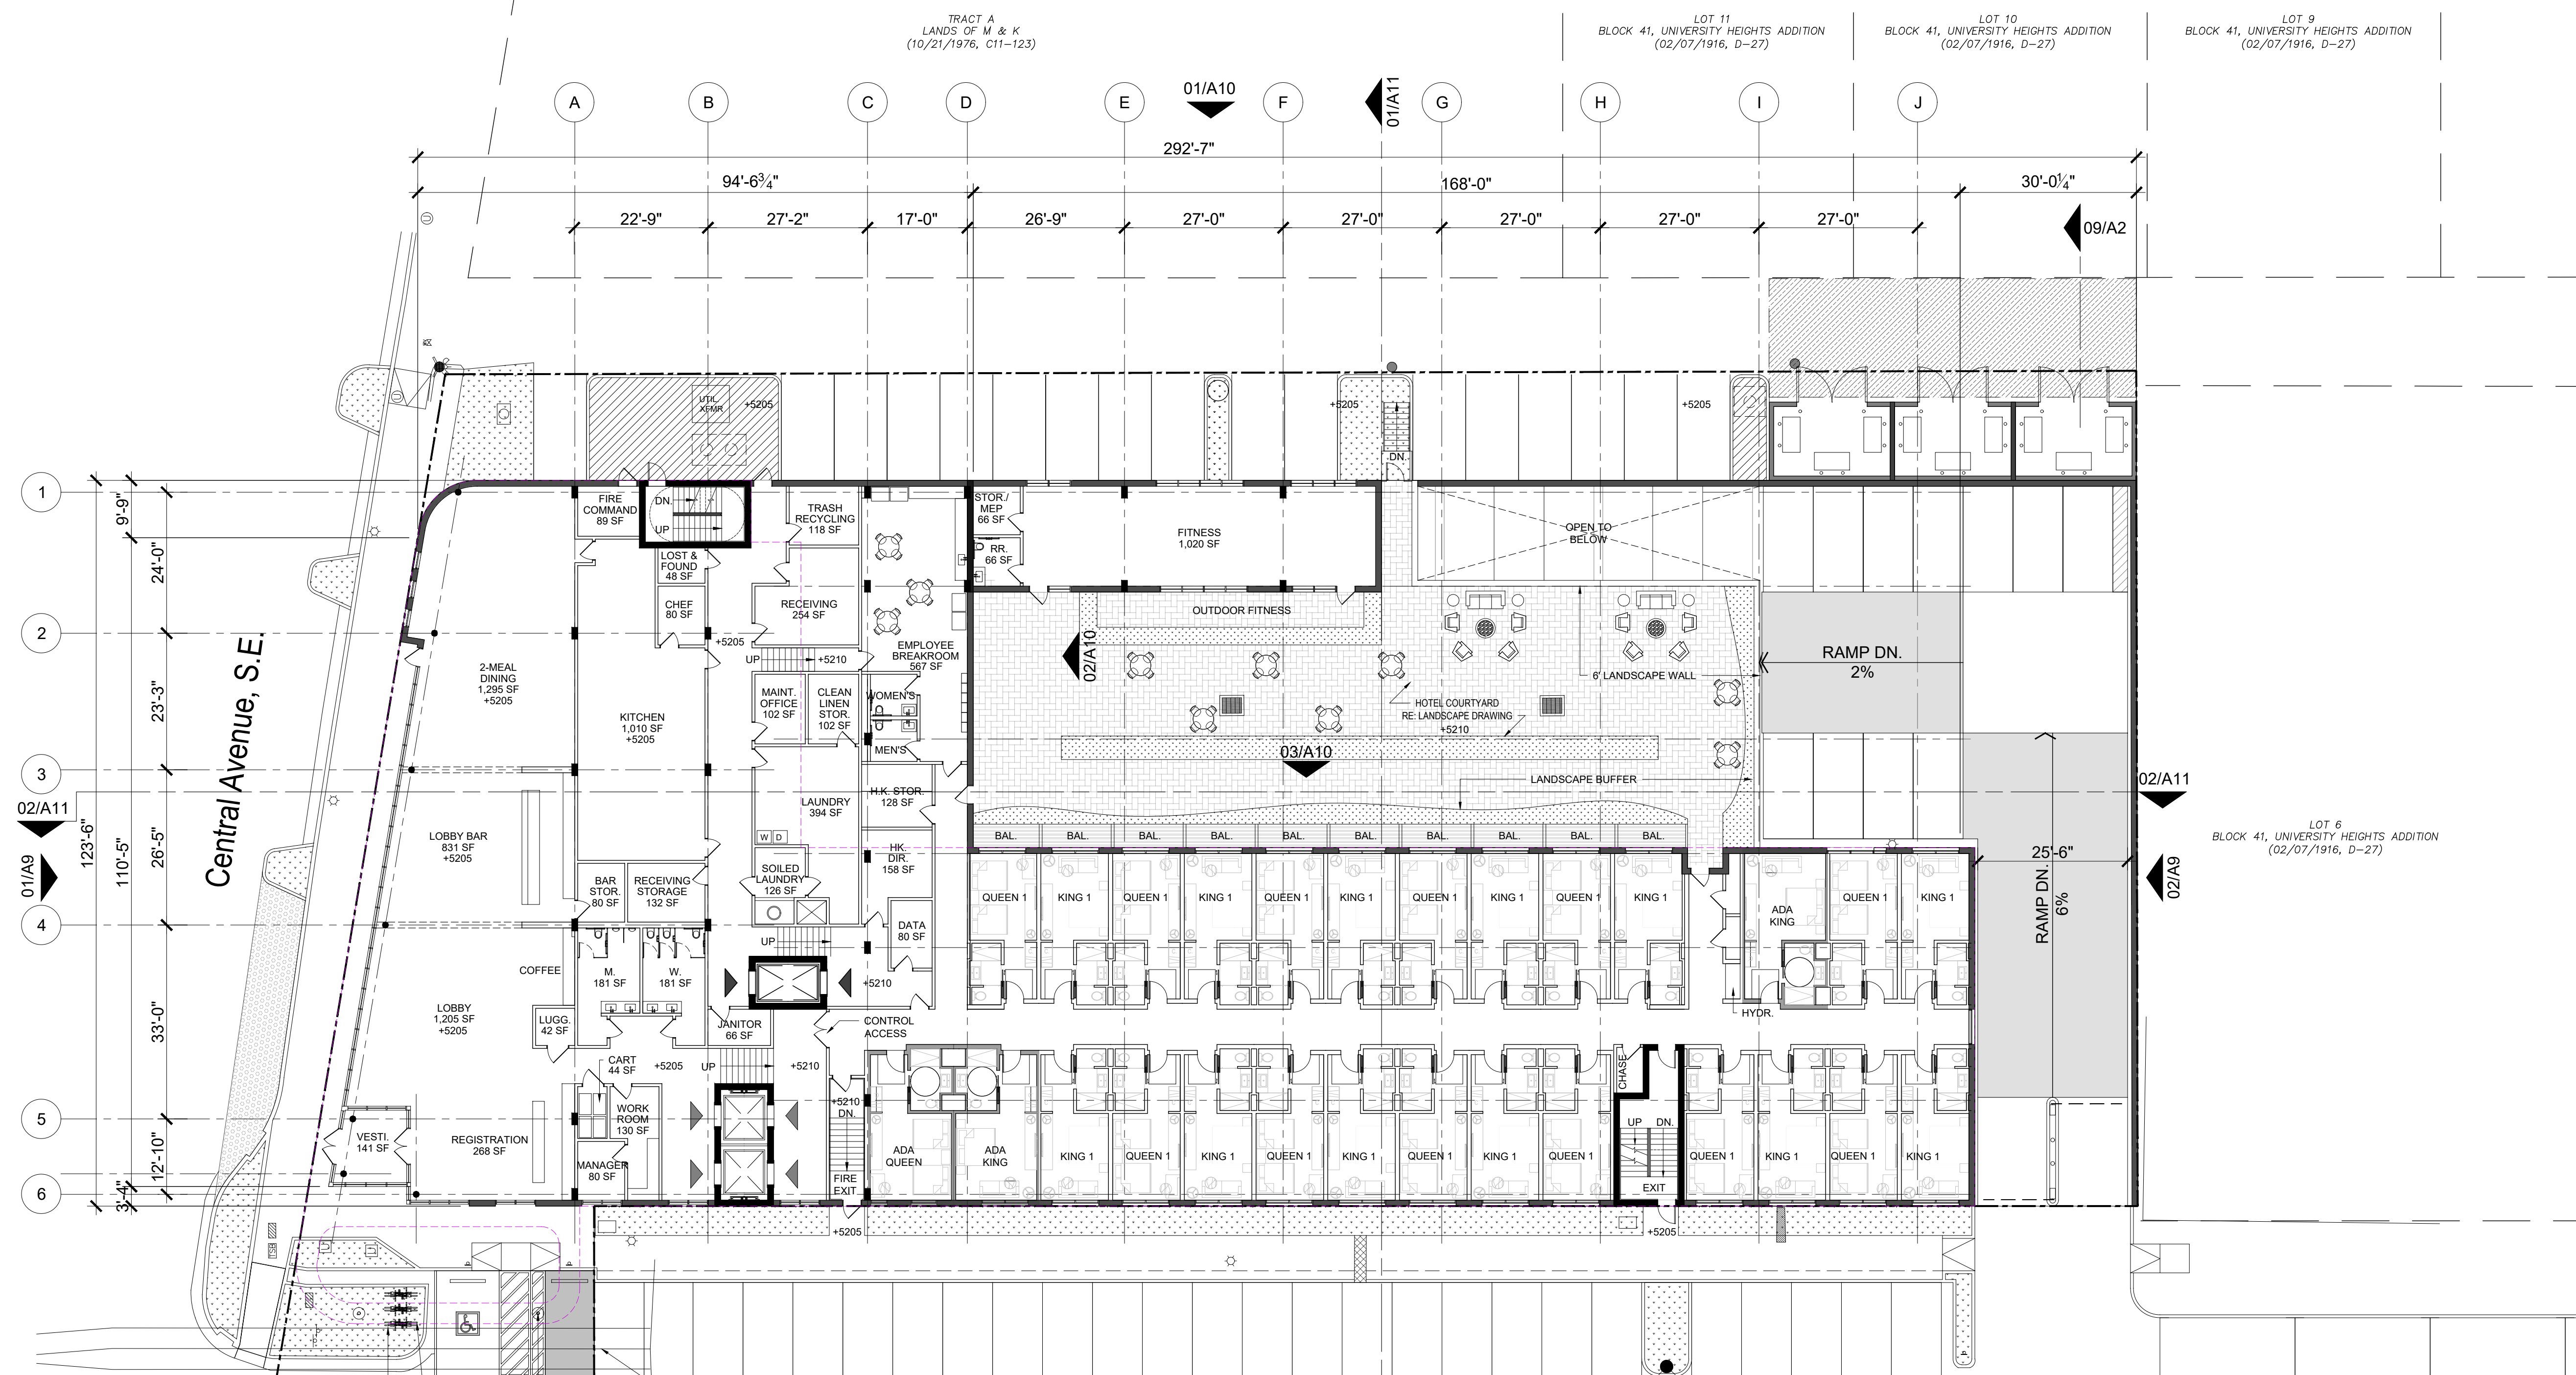 TRACT A
LANDS OF M & K
(10/21/1976, C11-123)
LOT 11
BLOCK 41, UNIVERSITY HEIGHTS ADDITION
(02/07/1916, D-27)
LOT 10
BLOCK 41, UNIVERSITY HEIGHTS ADDITION
(02/07/1916, D-27)
LOT 9
BLOCK 41, UNIVERSITY HEIGHTS ADDITION
(02/07/1916, D-27)
A
B
C
D
E
01/A10
F
01/A11
G
H
I
J
292'-7"
94'-6¾"
168'-0"
30'-0¼"
22'-9"
27'-2"
17'-0"
26'-9"
27'-0"
27'-0"
27'-0"
27'-0"
27'-0"
09/A2
UTIL.
XFMR
+5205
+5205
+5205
DN.
1
2
3
4
5
6
9'-9"
24'-0"
23'-3"
26'-5"
33'-0"
12'-10"
3'-4"
123'-6"
110'-5"
02/A11
01/A9
Central Avenue, S.E.
FIRE
COMMAND
89 SF
DN.
UP
TRASH
RECYCLING
118 SF
STOR./
MEP
66 SF
RR.
66 SF
FITNESS
1,020 SF
OPEN TO
BELOW
LOST &
FOUND
48 SF
CHEF
80 SF
RECEIVING
254 SF
OUTDOOR FITNESS
+5205
UP
+5210
EMPLOYEE
BREAKROOM
567 SF
02/A10
6' LANDSCAPE WALL
RAMP DN.
2%
2-MEAL
DINING
1,295 SF
+5205
KITCHEN
1,010 SF
+5205
MAINT.
OFFICE
102 SF
CLEAN
LINEN
STOR.
102 SF
WOMEN'S
MEN'S
HOTEL COURTYARD
RE: LANDSCAPE DRAWING
+5210
03/A10
LANDSCAPE BUFFER
02/A11
LOBBY BAR
831 SF
+5205
LAUNDRY
394 SF
W
D
H.K. STOR.
128 SF
HK.
DIR.
158 SF
BAL.
BAL.
BAL.
BAL.
BAL.
BAL.
BAL.
BAL.
BAL.
BAL.
LOT 6
BLOCK 41, UNIVERSITY HEIGHTS ADDITION
(02/07/1916, D-27)
25'-6"
RAMP DN.
6%
02/A9
BAR
STOR.
80 SF
RECEIVING
STORAGE
132 SF
SOILED
LAUNDRY
126 SF
DATA
80 SF
QUEEN 1
KING 1
QUEEN 1
KING 1
QUEEN 1
KING 1
QUEEN 1
KING 1
QUEEN 1
KING 1
ADA
KING
QUEEN 1
KING 1
UP
+5210
COFFEE
M.
181 SF
W.
181 SF
LOBBY
1,205 SF
+5205
LUGG.
42 SF
JANITOR
66 SF
CONTROL
ACCESS
HYDR.
CART
44 SF
+5205
UP
+5210
+5210
DN.
CHASE
WORK
ROOM
130 SF
VESTI.
141 SF
REGISTRATION
268 SF
MANAGER
80 SF
FIRE
EXIT
ADA
QUEEN
ADA
KING
KING 1
QUEEN 1
KING 1
QUEEN 1
KING 1
QUEEN 1
KING 1
QUEEN 1
UP
DN.
EXIT
QUEEN 1
KING 1
QUEEN 1
KING 1
+5205
+5205
TSB